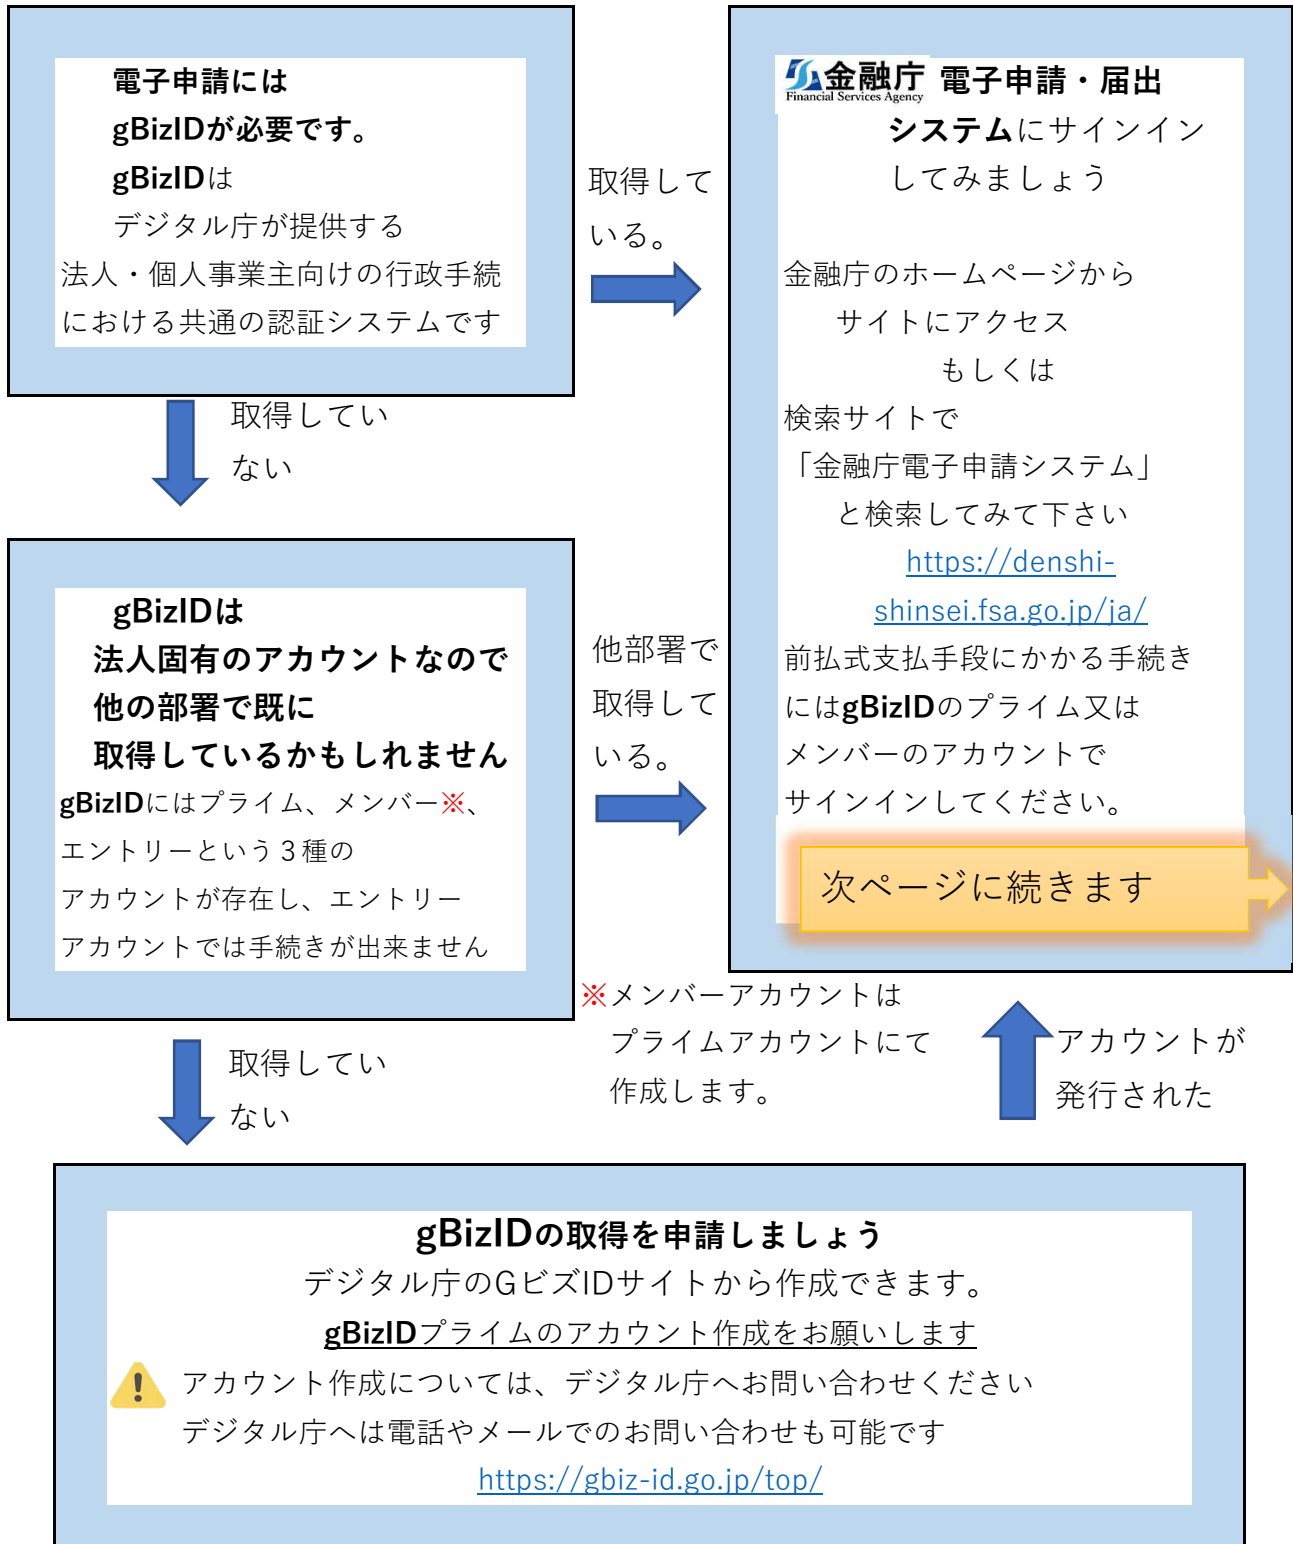 電子申請には
gBizIDが必要です。
gBizIDは
デジタル庁が提供する
法人・個人事業主向けの行政手続
における共通の認証システムです
取得して
いる。
取得してい
ない
金融庁 電子申請・届出
Financial Services Agency
システムにサインイン
してみましょう
金融庁のホームページから
サイトにアクセス
もしくは
検索サイトで
「金融庁電子申請システム」
と検索してみて下さい
https://denshi-
shinsei.fsa.go.jp/ja/
前払式支払手段にかかる手続き
にはgBizIDのプライム又は
メンバーのアカウントで
サインインしてください。
次ページに続きます
gBizIDは
法人固有のアカウントなので
他の部署で既に
取得しているかもしれません
gBizIDにはプライム、メンバー※、
エントリーという３種の
アカウントが存在し、エントリー
アカウントでは手続きが出来ません
他部署で
取得して
いる。
※メンバーアカウントは
プライムアカウントにて
作成します。
取得してい
ない
アカウントが
発行された
gBizIDの取得を申請しましょう
デジタル庁のGビズIDサイトから作成できます。
gBizIDプライムのアカウント作成をお願いします
アカウント作成については、デジタル庁へお問い合わせください
デジタル庁へは電話やメールでのお問い合わせも可能です
https://gbiz-id.go.jp/top/